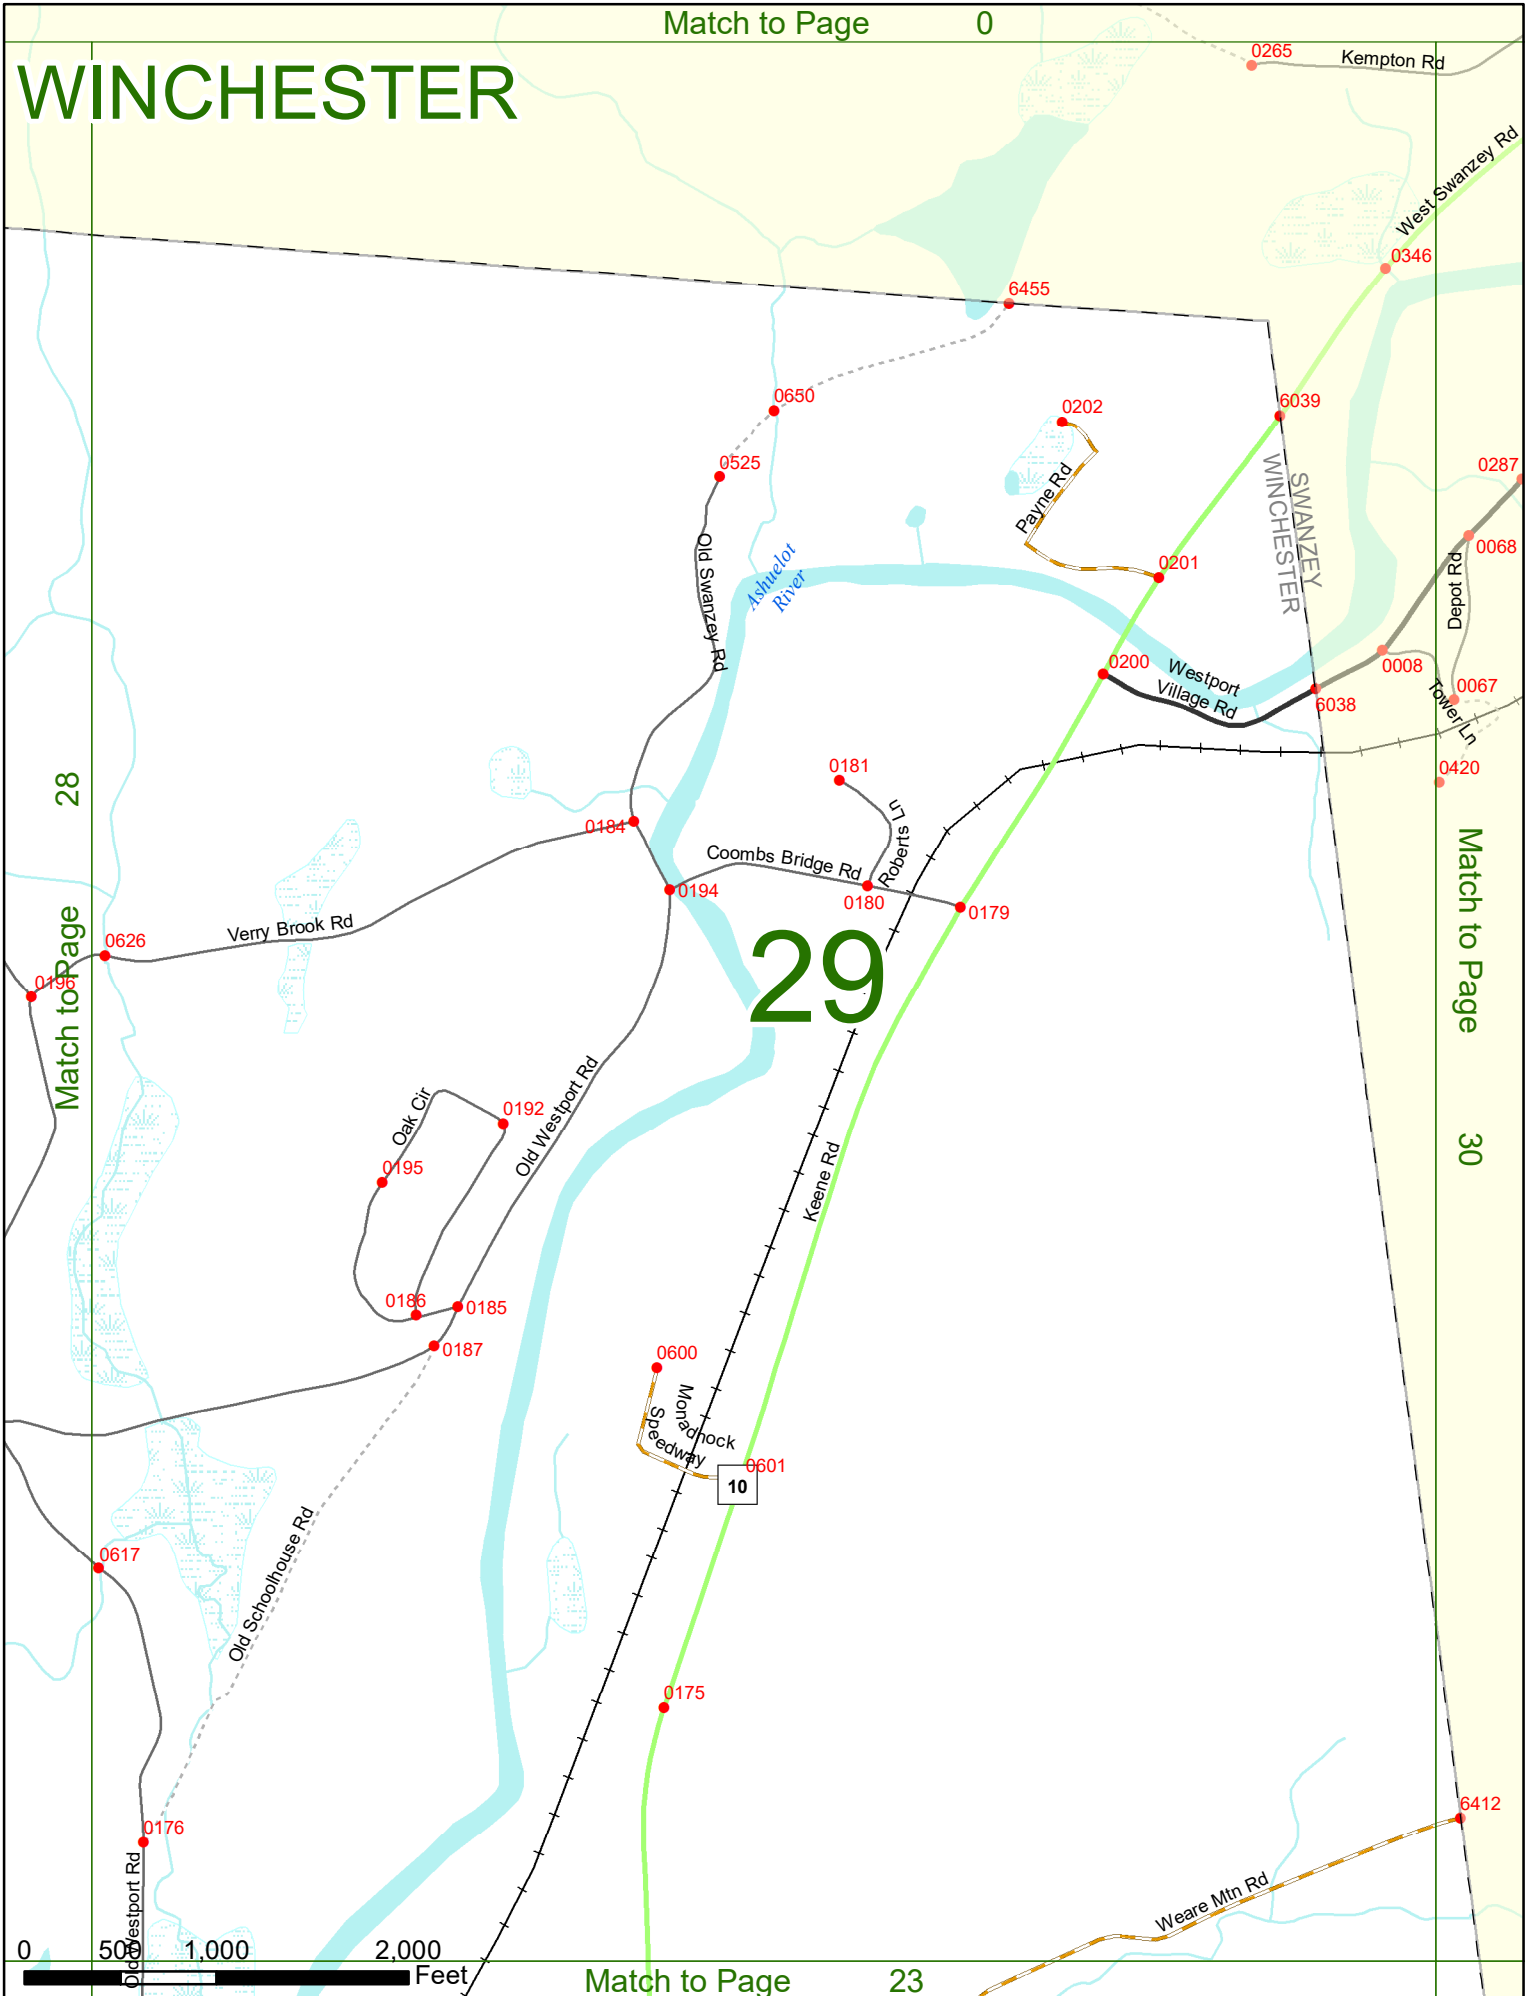 Match to Page 0
WINCHESTER
0265
Kempton Rd
West Swanzey Rd
0346
6455
0650
0202
6039
0525
0287
Payne Rd
SWANZEY
WINCHESTER
0068
Old Swanzey Rd
Ashuelot
River
0201
Depot Rd
0200
Westport
Village Rd
0008
6038
0067
Tower Ln
0181
0420
28
Match to Page
0184
Roberts Ln
Coombs Bridge Rd
0194
0180
0179
Match to Page
30
0626
Verry Brook Rd
0196
29
Oak Cir
0192
Old Westport Rd
0195
Keene Rd
0186
0185
0187
0600
Monadnock
Speedway
0601
10
0617
Old Schoolhouse Rd
0175
0176
6412
Old Westport Rd
Weare Mtn Rd
0 500 1,000 2,000
Feet
Match to Page 23